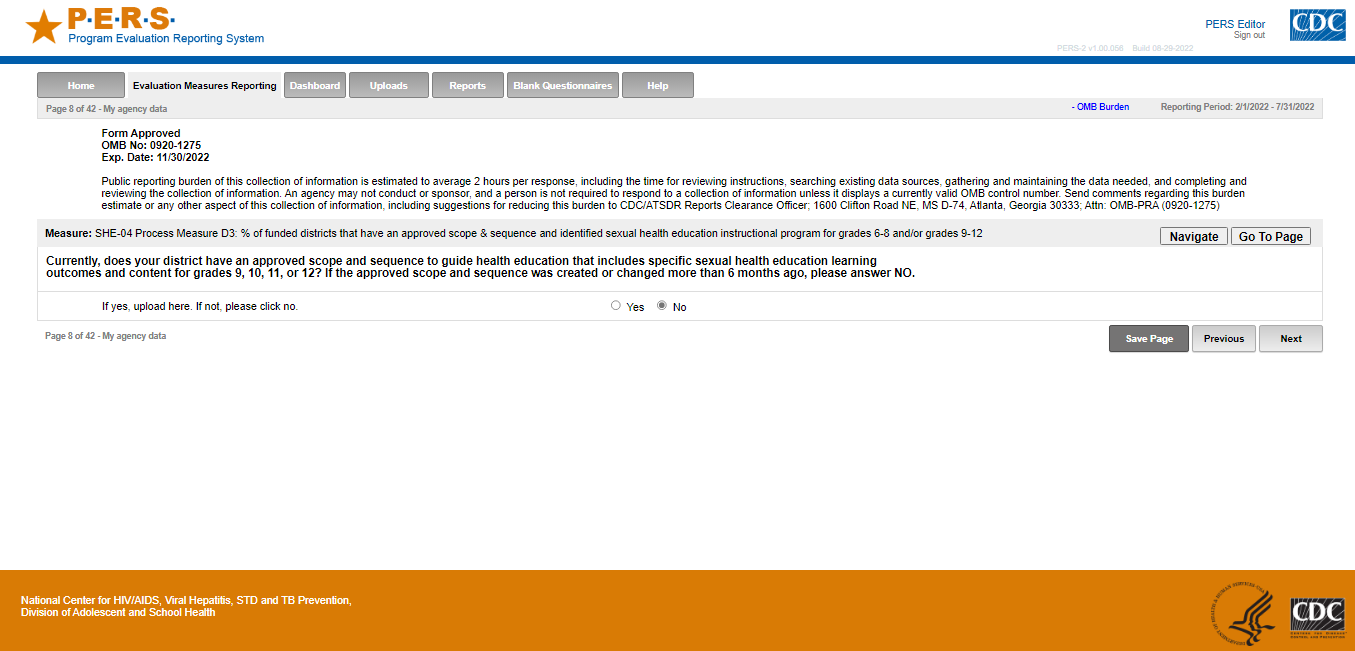 P·E·R·S·
Program Evaluation Reporting System
PERS Editor
Sign out
CDC
PERS-2 v1.00.056 Build 08-29-2022
Home
Evaluation Measures Reporting
Dashboard
Uploads
Reports
Blank Questionnaires
Help
Page 8 of 42 - My agency data
- OMB Burden
Reporting Period: 2/1/2022 - 7/31/2022
Form Approved
OMB No: 0920-1275
Exp. Date: 11/30/2022
Public reporting burden of this collection of information is estimated to average 2 hours per response, including the time for reviewing instructions, searching existing data sources, gathering and maintaining the data needed, and completing and
reviewing the collection of information. An agency may not conduct or sponsor, and a person is not required to respond to a collection of information unless it displays a currently valid OMB control number. Send comments regarding this burden
estimate or any other aspect of this collection of information, including suggestions for reducing this burden to CDC/ATSDR Reports Clearance Officer; 1600 Clifton Road NE, MS D-74, Atlanta, Georgia 30333; Attn: OMB-PRA (0920-1275)
Measure: SHE-04 Process Measure D3: % of funded districts that have an approved scope & sequence and identified sexual health education instructional program for grades 6-8 and/or grades 9-12
Navigate
Go To Page
Currently, does your district have an approved scope and sequence to guide health education that includes specific sexual health education learning
outcomes and content for grades 9, 10, 11, or 12? If the approved scope and sequence was created or changed more than 6 months ago, please answer NO.
If yes, upload here. If not, please click no.
Yes
No
Page 8 of 42 - My agency data
Save Page
Previous
Next
National Center for HIV/AIDS, Viral Hepatitis, STD and TB Prevention,
Division of Adolescent and School Health
CDC